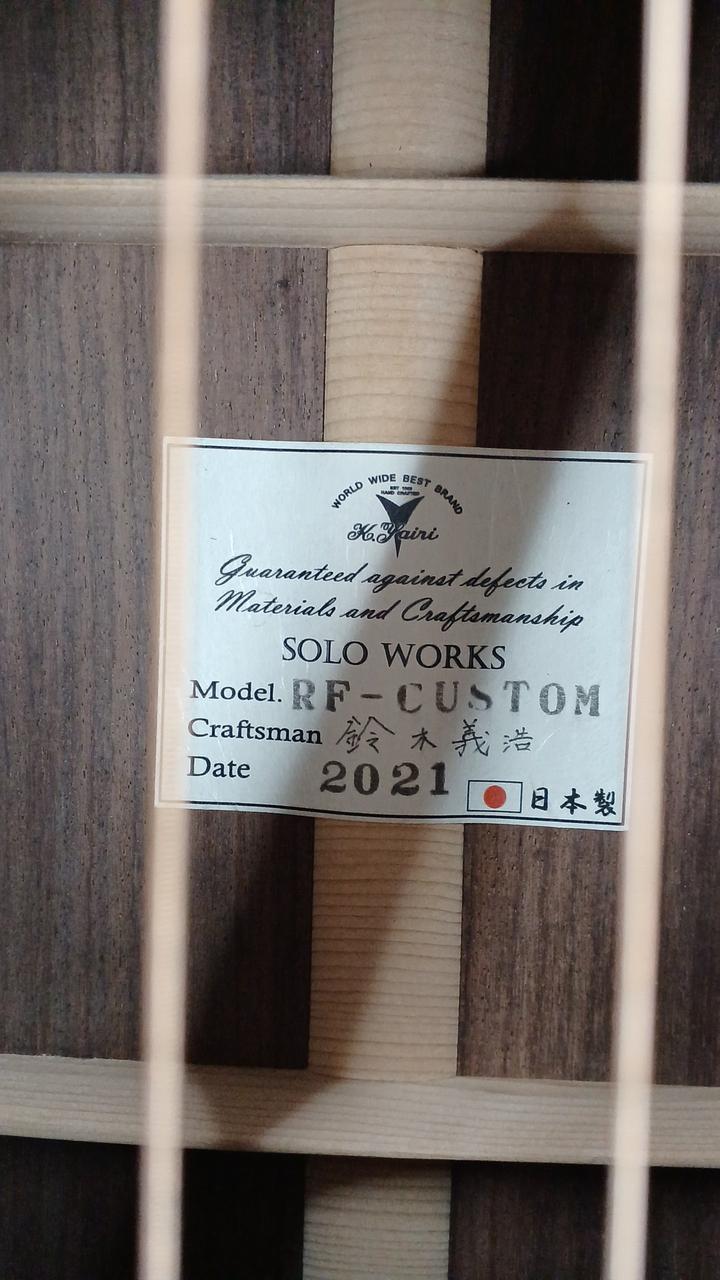 WORLD WIDE BEST BRAND
EST 1965
HAND CRAFTED
K.Yairi
Guaranteed against defects in
Materials and Craftsmanship
SOLO WORKS
Model. RF-CUSTOM
Craftsman 鈴木義浩
Date 2021
日本製